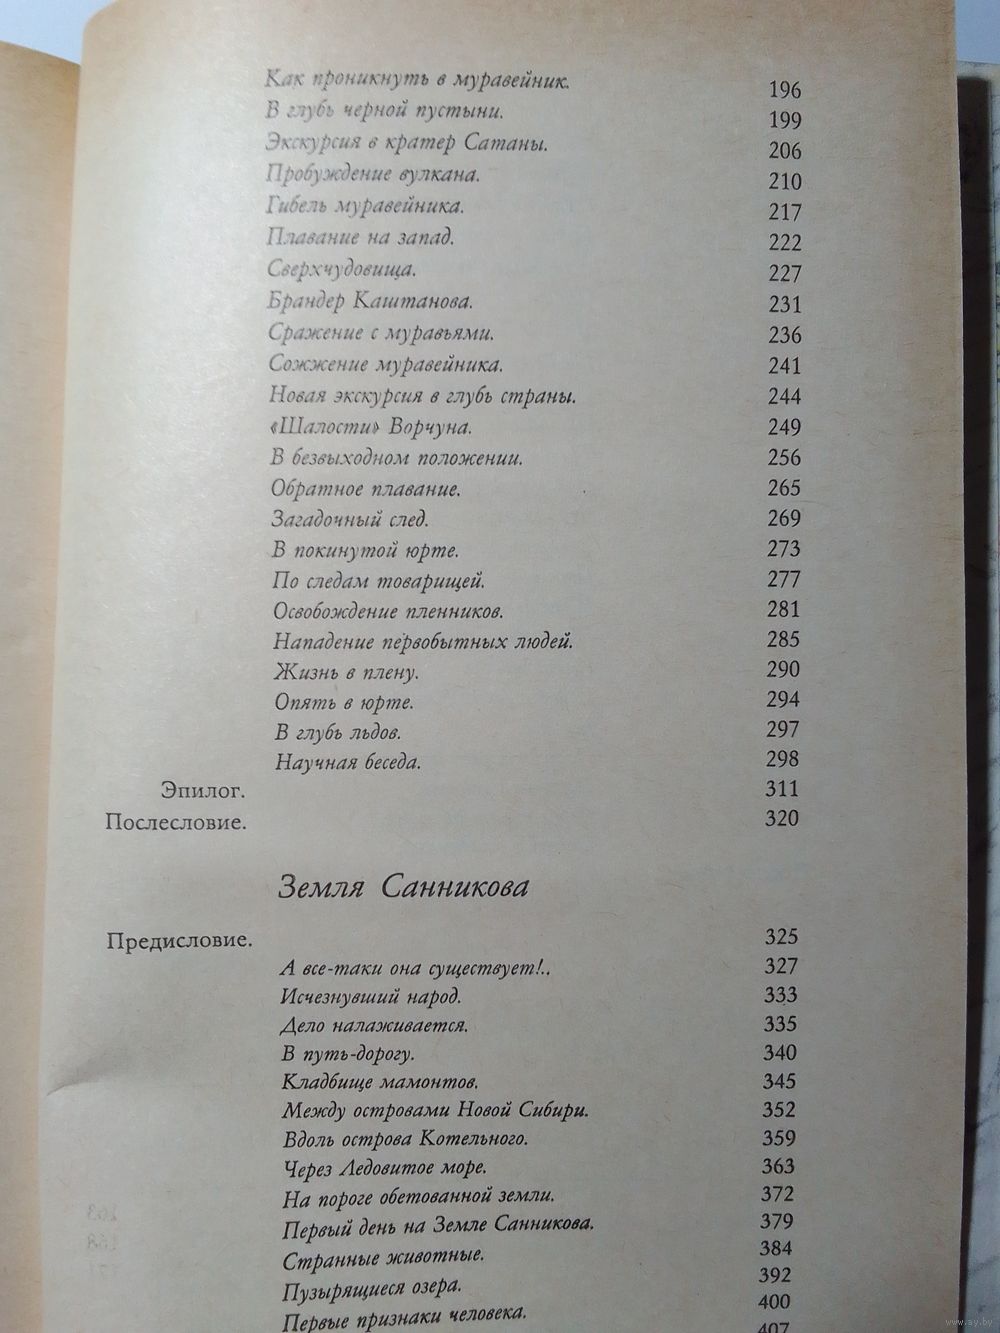 Как проникнуть в муравейник. 196
В глубь черной пустыни. 199
Экскурсия в кратер Сатаны. 206
Пробуждение вулкана. 210
Гибель муравейника. 217
Плавание на запад. 222
Сверхчудовища. 227
Брандер Каштанова. 231
Сражение с муравьями. 236
Сожжение муравейника. 241
Новая экскурсия в глубь страны. 244
«Шалости» Ворчуна. 249
В безвыходном положении. 256
Обратное плавание. 265
Загадочный след. 269
В покинутой юрте. 273
По следам товарищей. 277
Освобождение пленников. 281
Нападение первобытных людей. 285
Жизнь в плену. 290
Опять в юрте. 294
В глубь льдов. 297
Научная беседа. 298
Эпилог. 311
Послесловие. 320
Земля Санникова
Предисловие. 325
А все-таки она существует!.. 327
Исчезнувший народ. 333
Дело налаживается. 335
В путь-дорогу. 340
Кладбище мамонтов. 345
Между островами Новой Сибири. 352
Вдоль острова Котельного. 359
Через Ледовитое море. 363
На пороге обетованной земли. 372
Первый день на Земле Санникова. 379
Странные животные. 384
Пузырящиеся озера. 392
Первые признаки человека. 400
407
www.ay.by